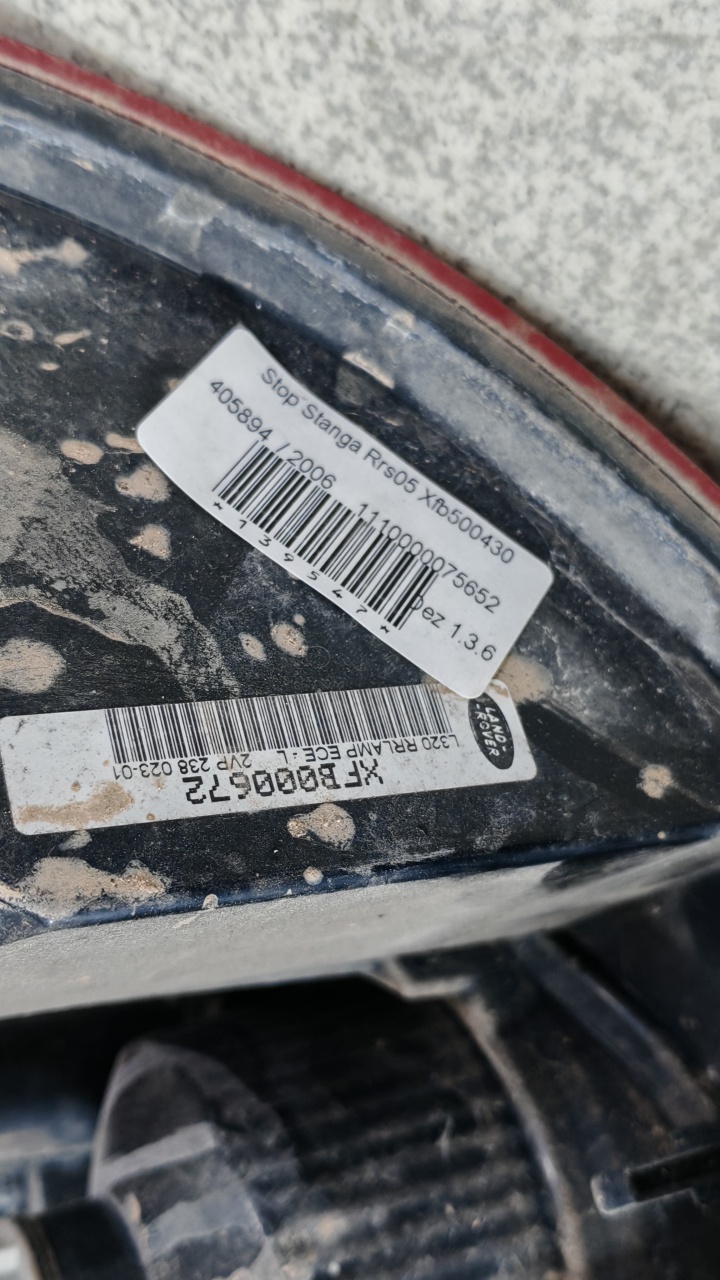 Stop Stanga Rrs05 Xfb500430
405894 / 2006 1110000075652
*139547*
Dez 1.3.6
LAND-
-ROVER
L320 RRLAMP ECE - L
2VP 238 023-01
XFB000672